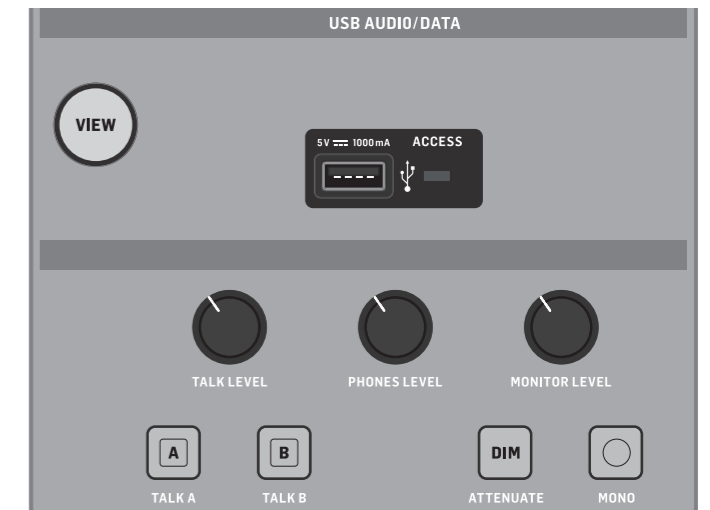 USB AUDIO/DATA
VIEW
5V 1000mA ACCESS
TALK LEVEL PHONES LEVEL MONITOR LEVEL
A B DIM
TALK A TALK B ATTENUATE MONO